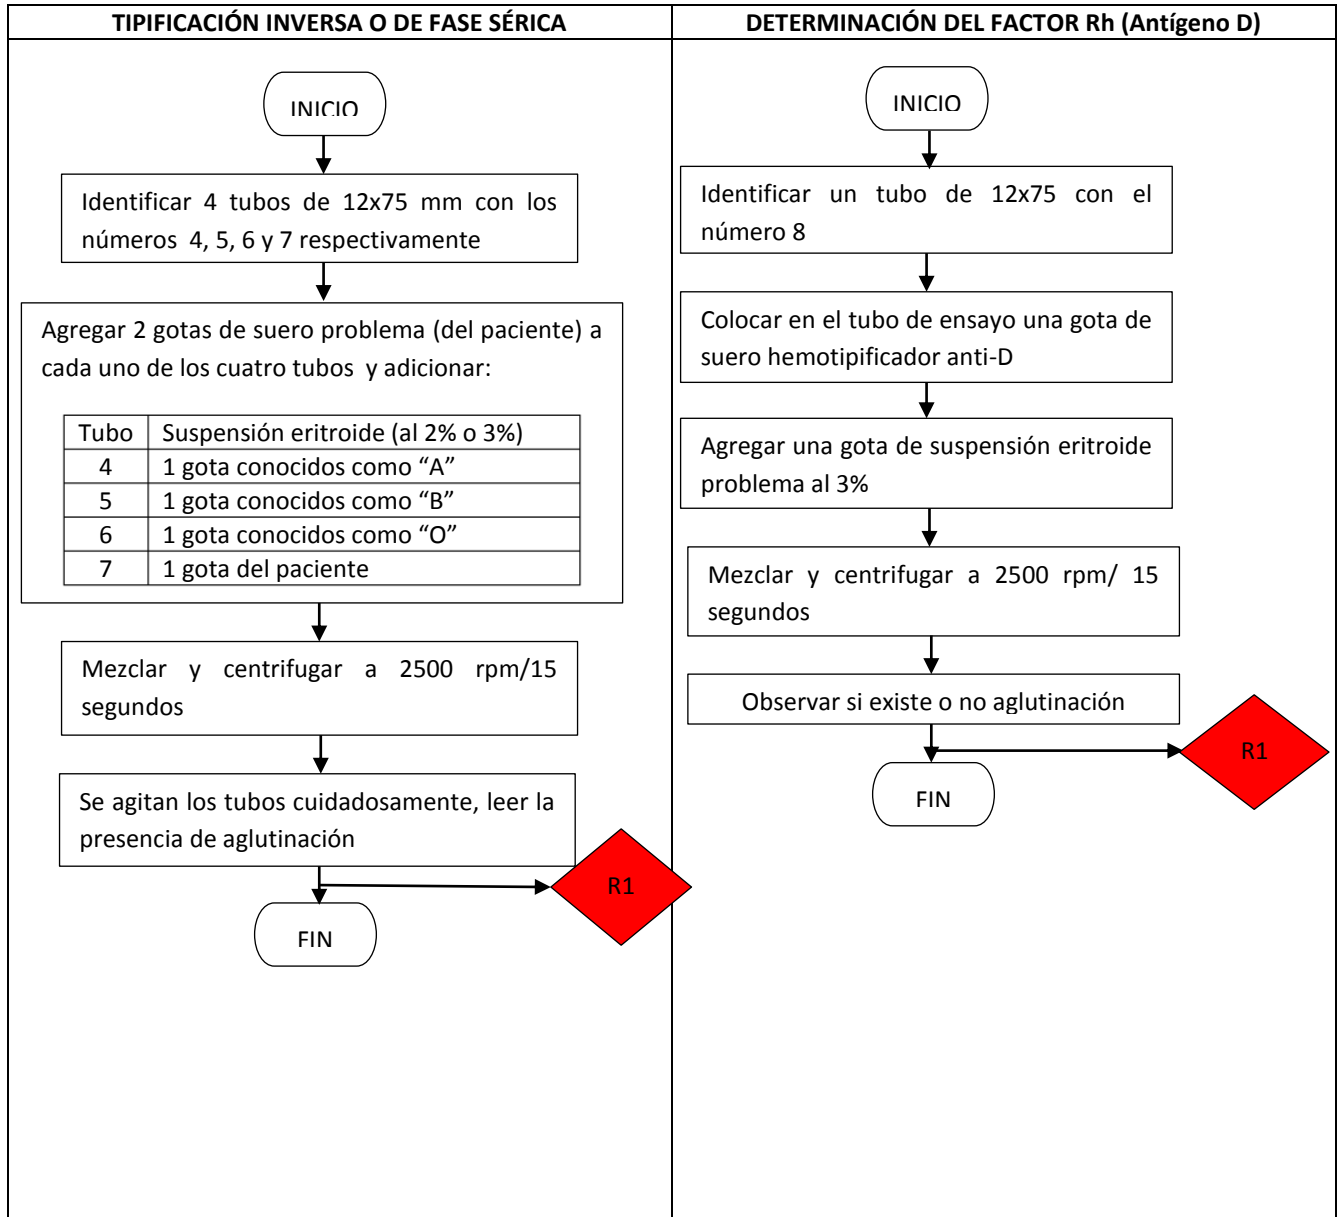 TIPIFICACIÓN INVERSA O DE FASE SÉRICA
INICIO
Identificar 4 tubos de 12x75 mm con los
números 4, 5, 6 y 7 respectivamente
Agregar 2 gotas de suero problema (del paciente) a
cada uno de los cuatro tubos y adicionar:
Tubo Suspensión eritroide (al 2% o 3%)
4 1 gota conocidos como “A”
5 1 gota conocidos como “B”
6 1 gota conocidos como “O”
7 1 gota del paciente
Mezclar y centrifugar a 2500 rpm/15
segundos
Se agitan los tubos cuidadosamente, leer la
presencia de aglutinación
R1
FIN
DETERMINACIÓN DEL FACTOR Rh (Antígeno D)
INICIO
Identificar un tubo de 12x75 con el
número 8
Colocar en el tubo de ensayo una gota de
suero hemotipificador anti-D
Agregar una gota de suspensión eritroide
problema al 3%
Mezclar y centrifugar a 2500 rpm/ 15
segundos
Observar si existe o no aglutinación
R1
FIN